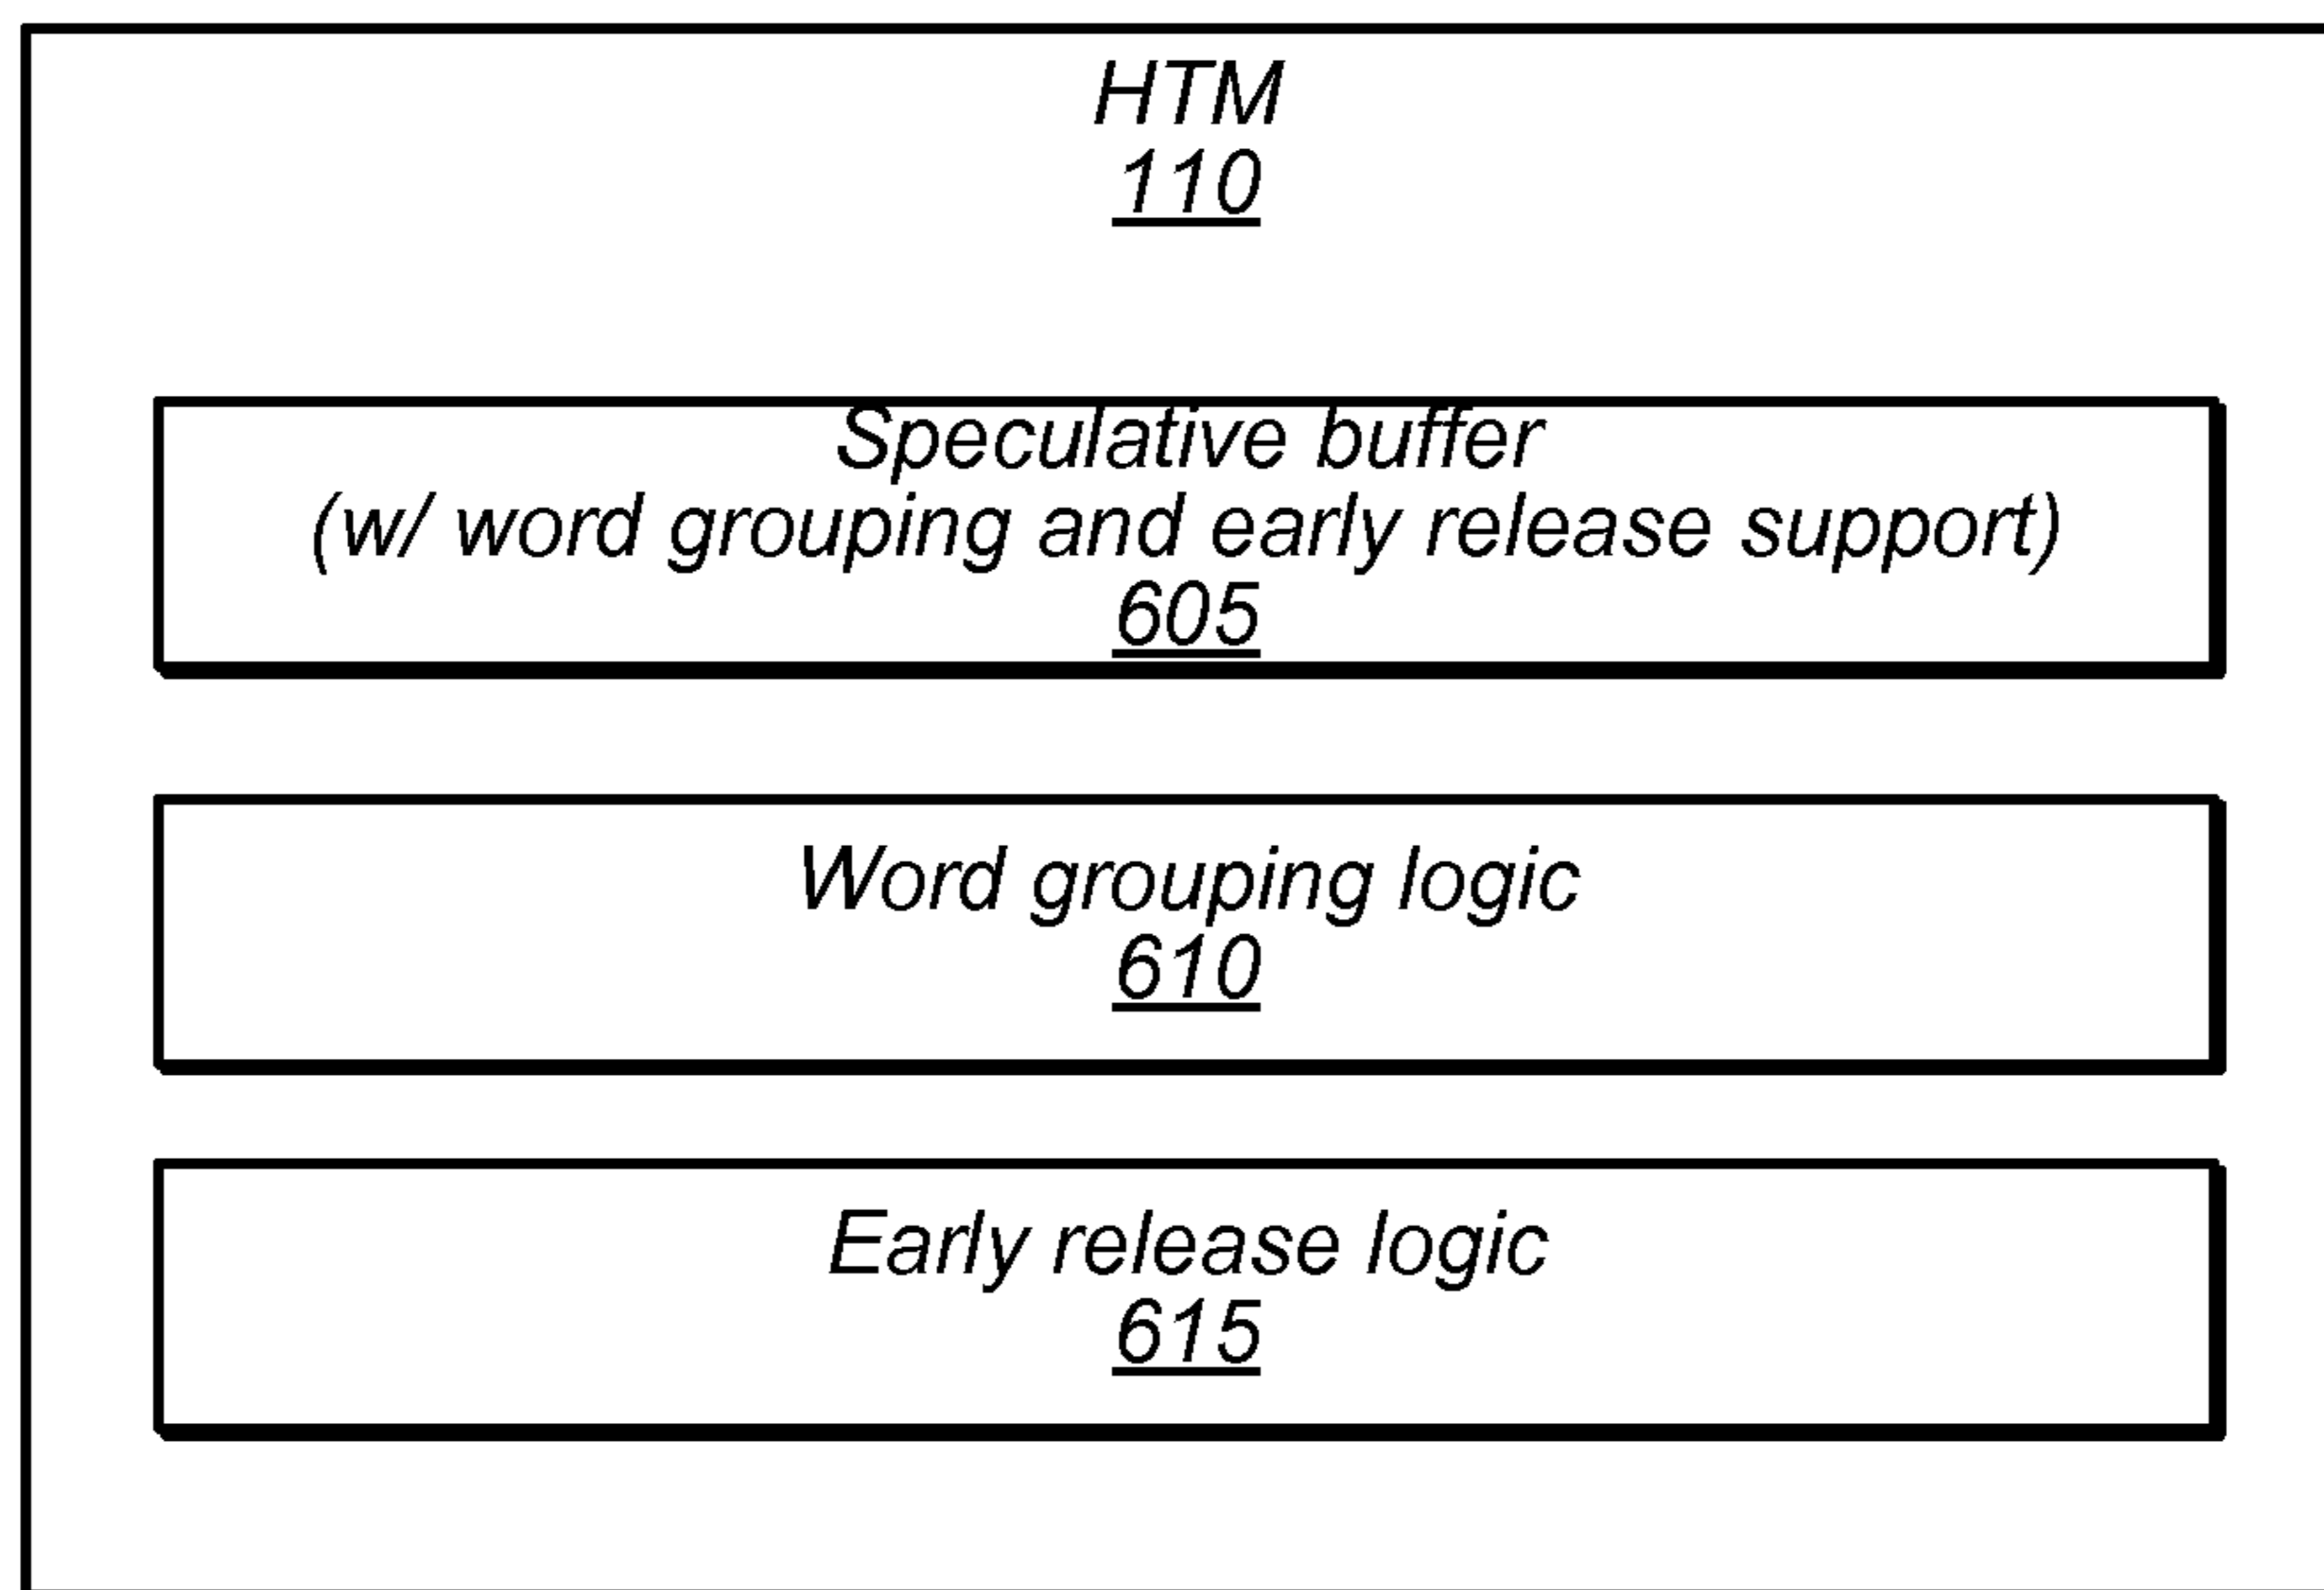 HTM
110
Speculative buffer
(w/ word grouping and early release support)
605
Word grouping logic
610
Early release logic
615